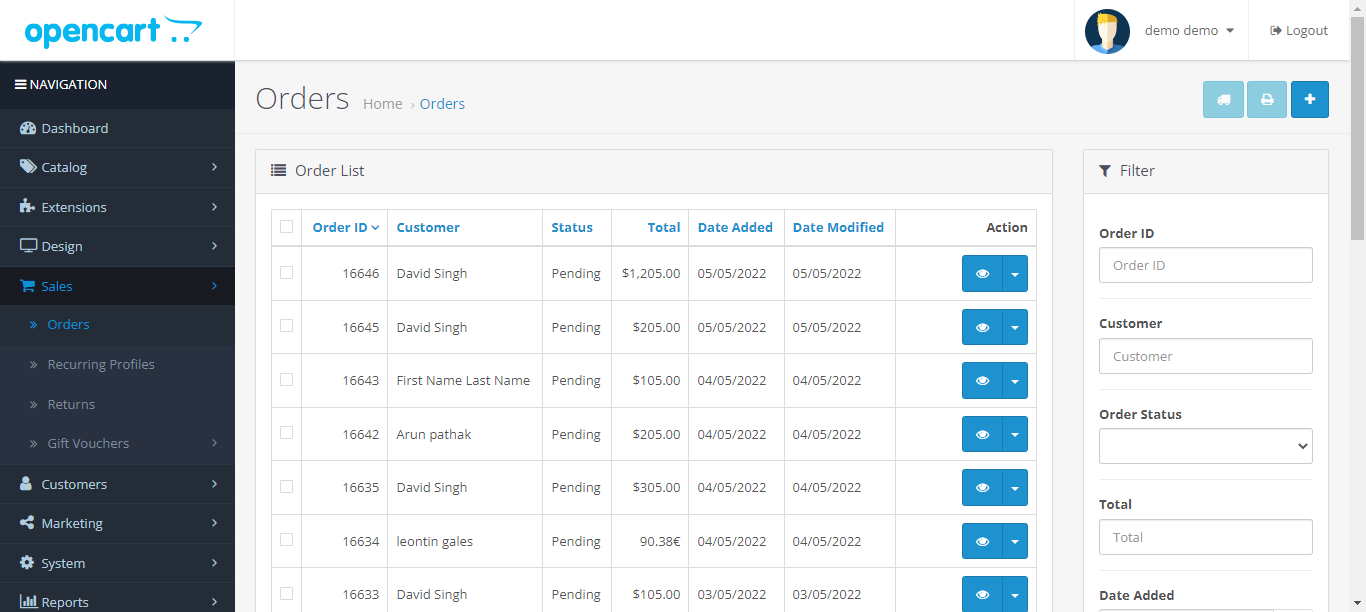 opencart
demo demo
Logout
NAVIGATION
Dashboard
Catalog
Extensions
Design
Sales
Orders
Recurring Profiles
Returns
Gift Vouchers
Customers
Marketing
System
Reports
Orders Home › Orders
Order List
Order ID Customer Status Total Date Added Date Modified Action
16646 David Singh Pending $1,205.00 05/05/2022 05/05/2022
16645 David Singh Pending $205.00 05/05/2022 05/05/2022
16643 First Name Last Name Pending $105.00 04/05/2022 04/05/2022
16642 Arun pathak Pending $205.00 04/05/2022 04/05/2022
16635 David Singh Pending $305.00 04/05/2022 04/05/2022
16634 leontin gales Pending 90.38€ 04/05/2022 04/05/2022
16633 David Singh Pending $105.00 03/05/2022 03/05/2022
Filter
Order ID
Order ID
Customer
Customer
Order Status
Total
Total
Date Added